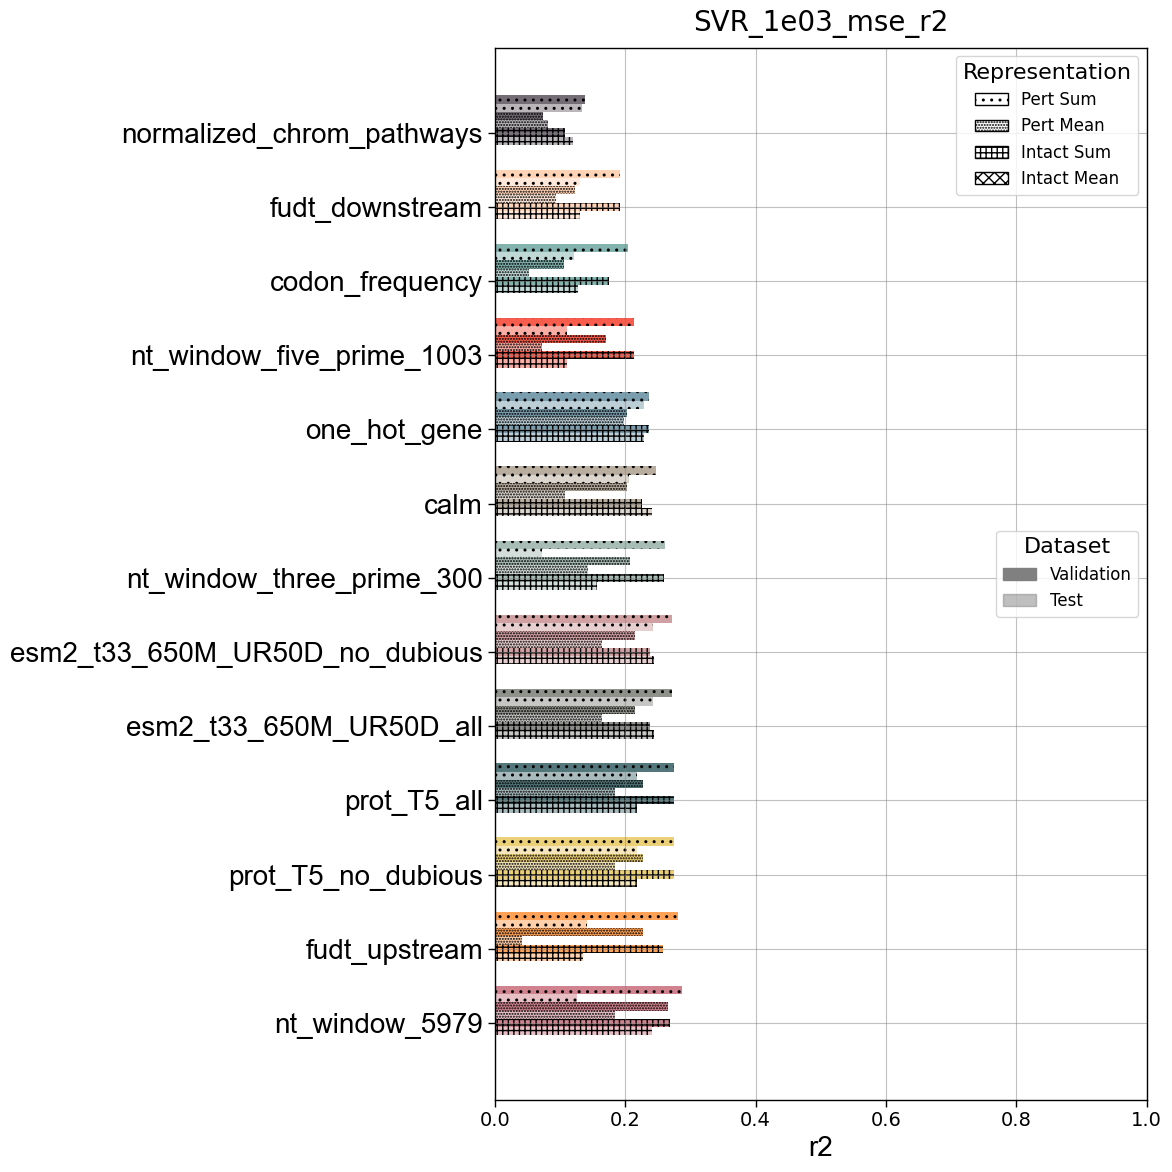 SVR_1e03_mse_r2
Representation
Pert Sum
Pert Mean
Intact Sum
Intact Mean
normalized_chrom_pathways
fudt_downstream
codon_frequency
nt_window_five_prime_1003
one_hot_gene
calm
nt_window_three_prime_300
Dataset
Validation
Test
esm2_t33_650M_UR50D_no_dubious
esm2_t33_650M_UR50D_all
prot_T5_all
prot_T5_no_dubious
fudt_upstream
nt_window_5979
0.0 0.2 0.4 0.6 0.8 1.0
r2